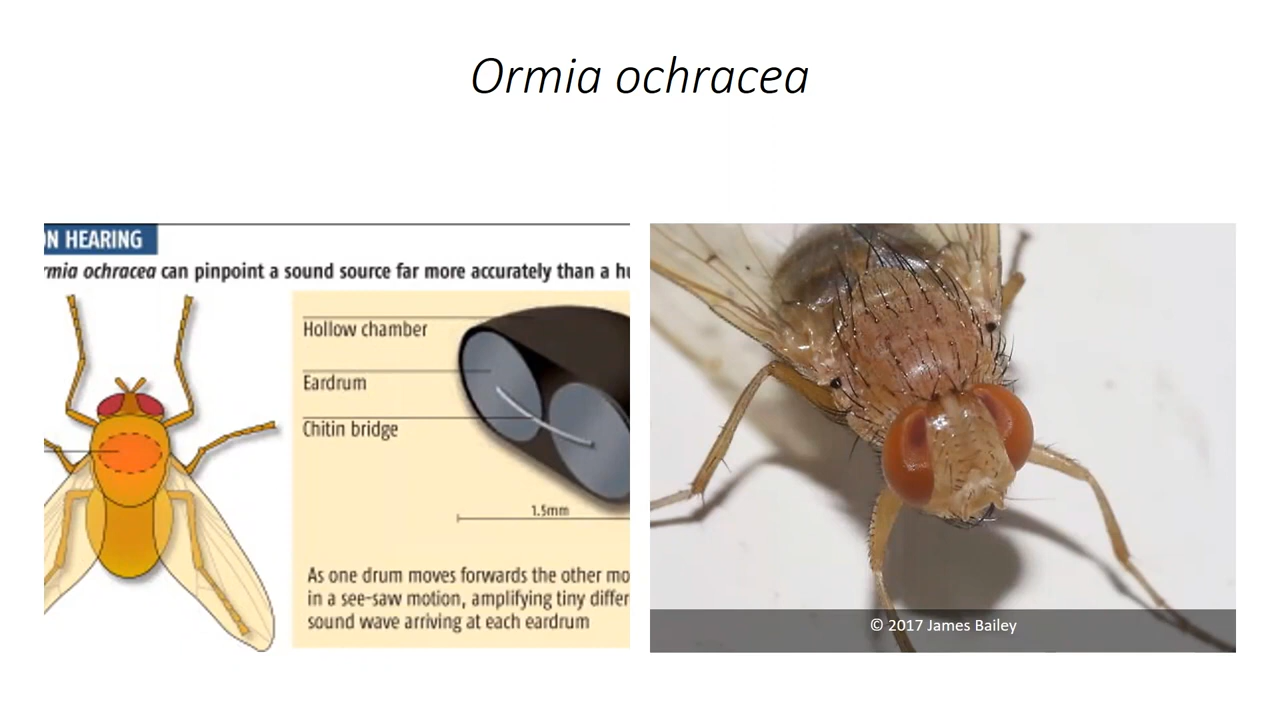 Ormia ochracea
ON HEARING
rmia ochracea can pinpoint a sound source far more accurately than a hu
Hollow chamber
Eardrum
Chitin bridge
1.5mm
As one drum moves forwards the other mo
in a see-saw motion, amplifying tiny differ
sound wave arriving at each eardrum
© 2017 James Bailey